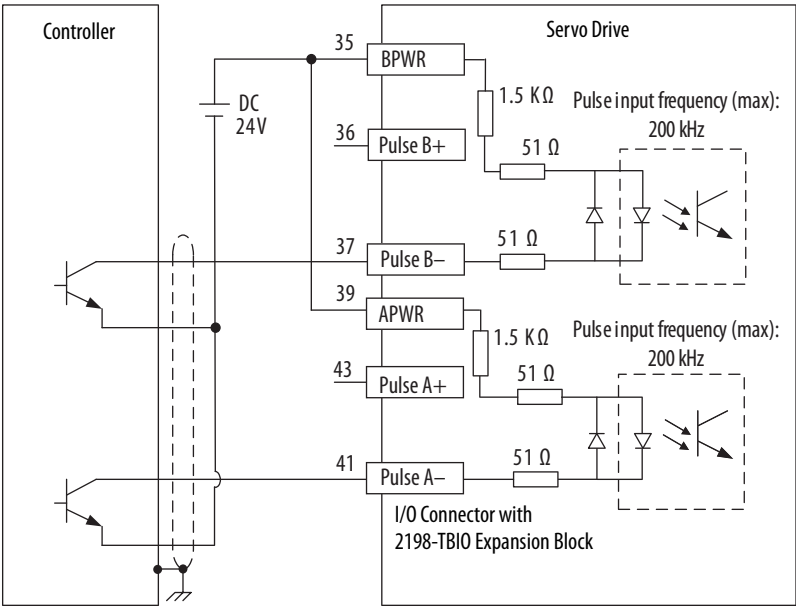 Controller
Servo Drive
35
BPWR
1.5 KΩ
Pulse input frequency (max):
200 kHz
DC
24V
36
Pulse B+
51 Ω
37
Pulse B–
51 Ω
39
APWR
1.5 KΩ
Pulse input frequency (max):
200 kHz
43
Pulse A+
51 Ω
41
Pulse A–
51 Ω
I/O Connector with
2198-TBIO Expansion Block